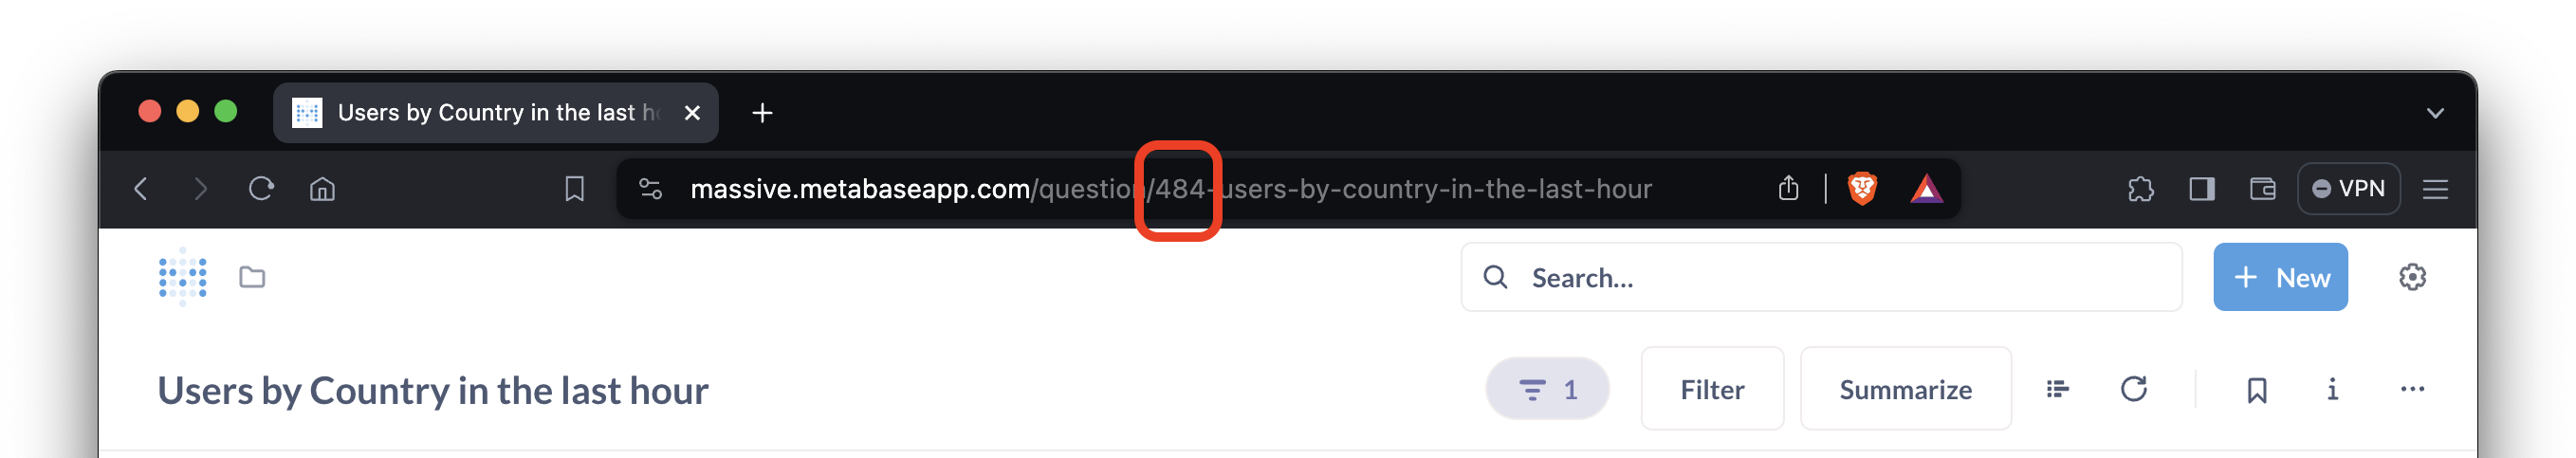 Users by Country in the last h
massive.metabaseapp.com/question/484-users-by-country-in-the-last-hour
VPN
Search...
New
Users by Country in the last hour
1
Filter
Summarize